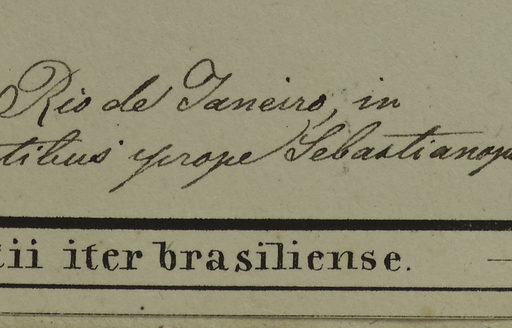 Rio de Janeiro, in
tibus prope Sebastianop
tii iter brasiliense.